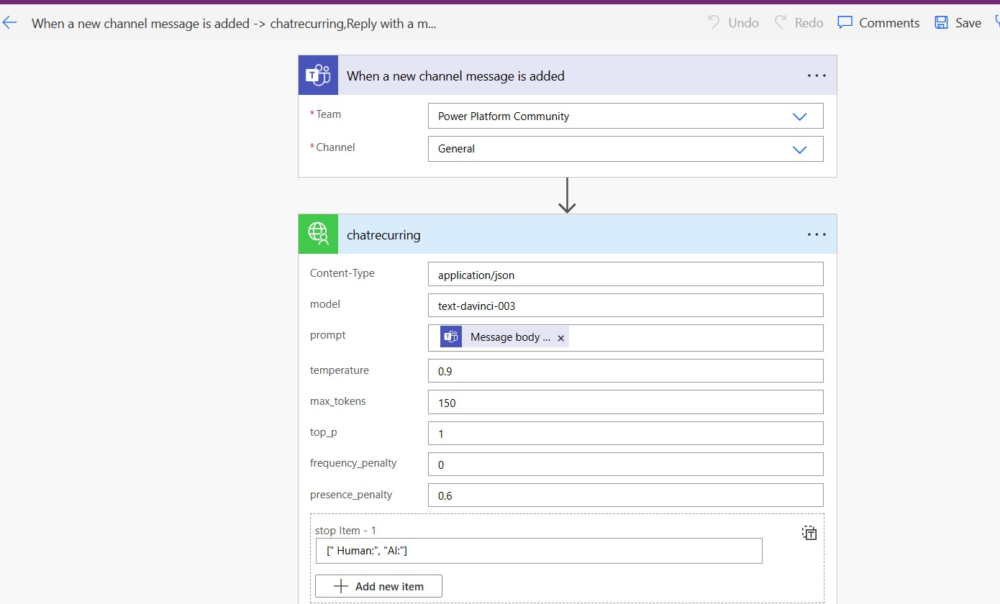 When a new channel message is added -> chatrecurring,Reply with a m...
Undo Redo Comments Save
T When a new channel message is added ...
* Team Power Platform Community
* Channel General
chatrecurring ...
Content-Type application/json
model text-davinci-003
prompt T Message body ... ×
temperature 0.9
max_tokens 150
top_p 1
frequency_penalty 0
presence_penalty 0.6
stop Item - 1
T
[" Human:", "AI:"]
+ Add new item